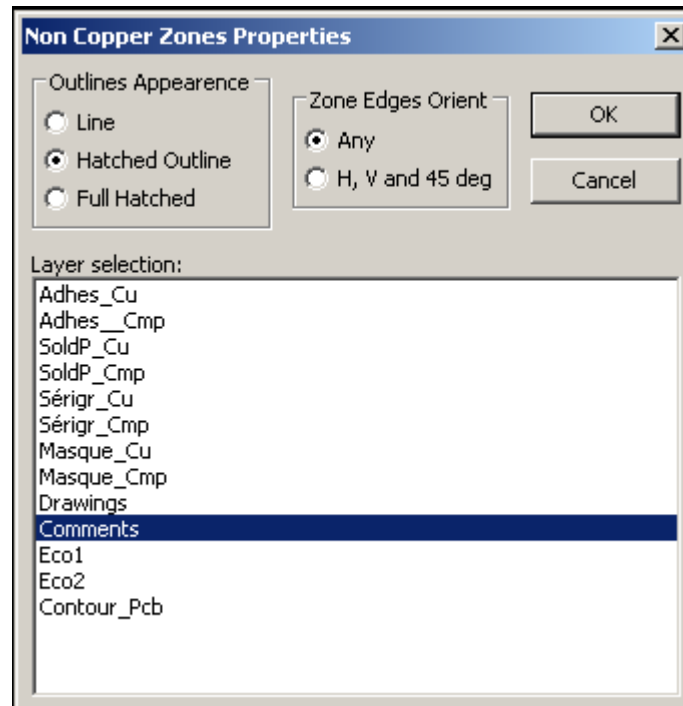 Non Copper Zones Properties
Outlines Appearence
Line
Hatched Outline
Full Hatched
Zone Edges Orient
Any
H, V and 45 deg
OK
Cancel
Layer selection:
Adhes_Cu
Adhes__Cmp
SoldP_Cu
SoldP_Cmp
Sérigr_Cu
Sérigr_Cmp
Masque_Cu
Masque_Cmp
Drawings
Comments
Eco1
Eco2
Contour_Pcb